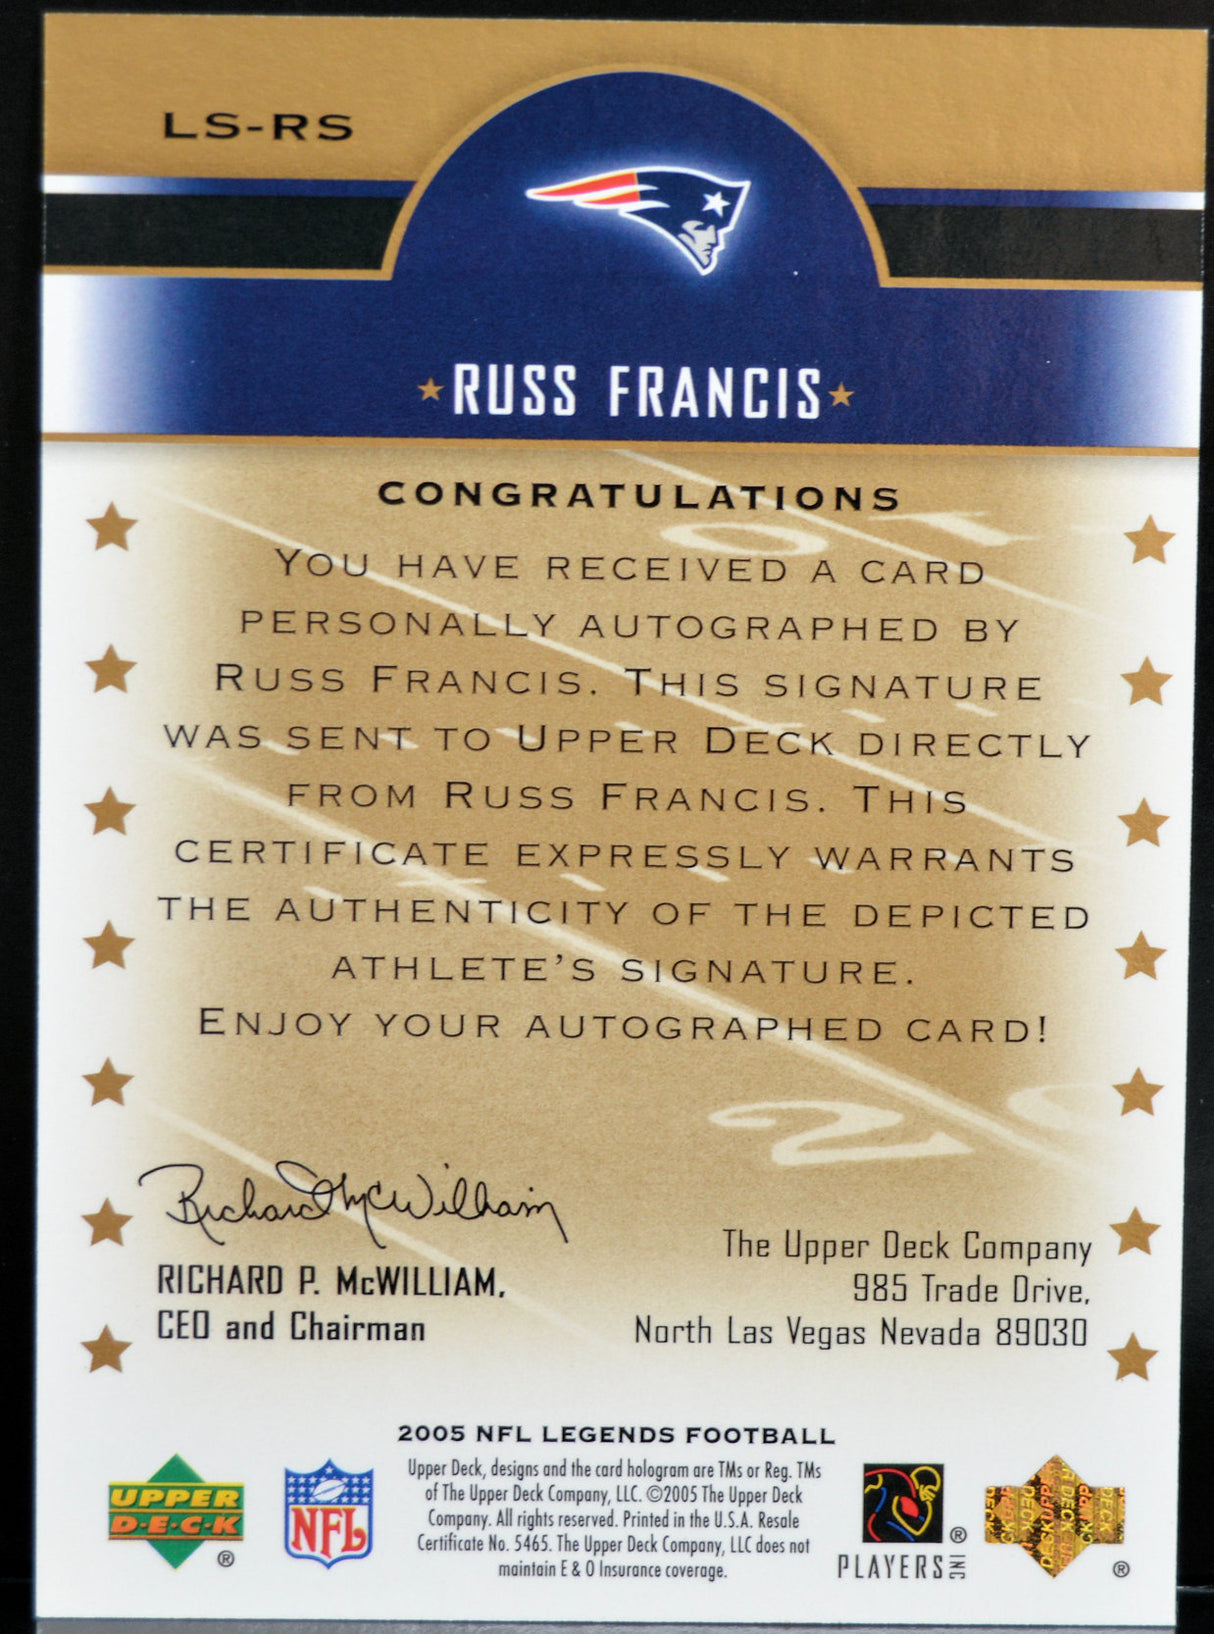 LS-RS
RUSS FRANCIS
CONGRATULATIONS
YOU HAVE RECEIVED A CARD
PERSONALLY AUTOGRAPHED BY
RUSS FRANCIS. THIS SIGNATURE
WAS SENT TO UPPER DECK DIRECTLY
FROM RUSS FRANCIS. THIS
CERTIFICATE EXPRESSLY WARRANTS
THE AUTHENTICITY OF THE DEPICTED
ATHLETE'S SIGNATURE.
ENJOY YOUR AUTOGRAPHED CARD!
Richard McWilliam
RICHARD P. McWILLIAM,
CEO and Chairman
The Upper Deck Company
985 Trade Drive,
North Las Vegas Nevada 89030
2005 NFL LEGENDS FOOTBALL
Upper Deck, designs and the card hologram are TMs or Reg. TMs
of The Upper Deck Company, LLC. ©2005 The Upper Deck
Company. All rights reserved. Printed in the U.S.A. Resale
Certificate No. 5465. The Upper Deck Company, LLC does not
maintain E & O Insurance coverage.
UPPER
D·E·C·K
®
NFL
PLAYERS INC
®
®